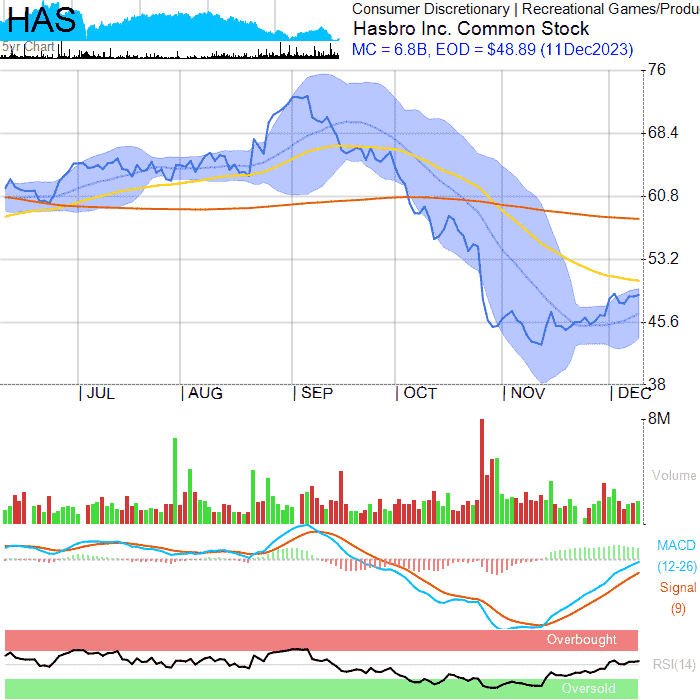 HAS
5yr Chart
Consumer Discretionary | Recreational Games/Produ
Hasbro Inc. Common Stock
MC = 6.8B, EOD = $48.89 (11Dec2023)
76
68.4
60.8
53.2
45.6
38
| JUL | AUG | SEP | OCT | NOV | DEC
8M
Volume
MACD
(12-26)
Signal
(9)
Overbought
RSI(14)
Oversold